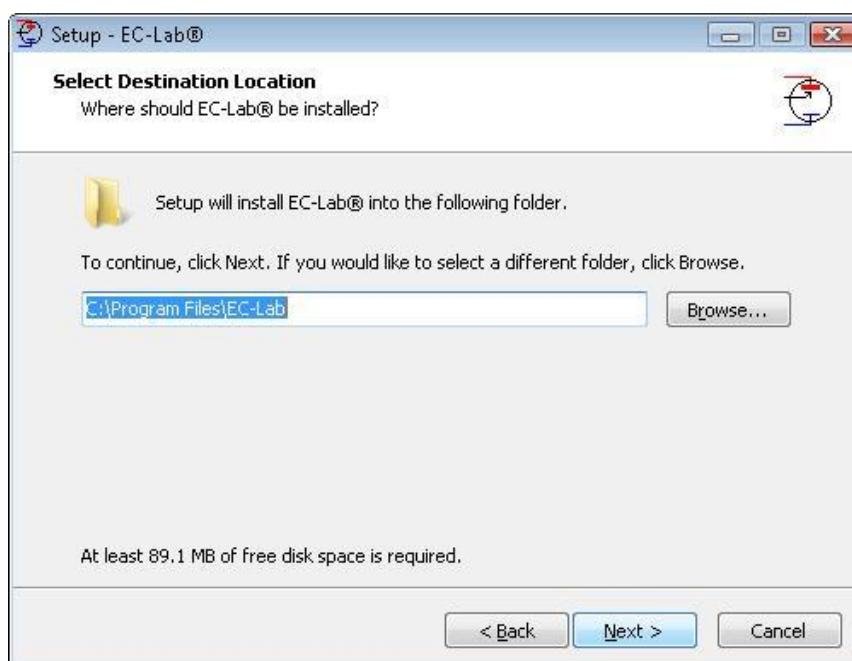 Setup - EC-Lab®
Select Destination Location
Where should EC-Lab® be installed?
Setup will install EC-Lab® into the following folder.
To continue, click Next. If you would like to select a different folder, click Browse.
C:\Program Files\EC-Lab
Browse...
At least 89.1 MB of free disk space is required.
< Back
Next >
Cancel